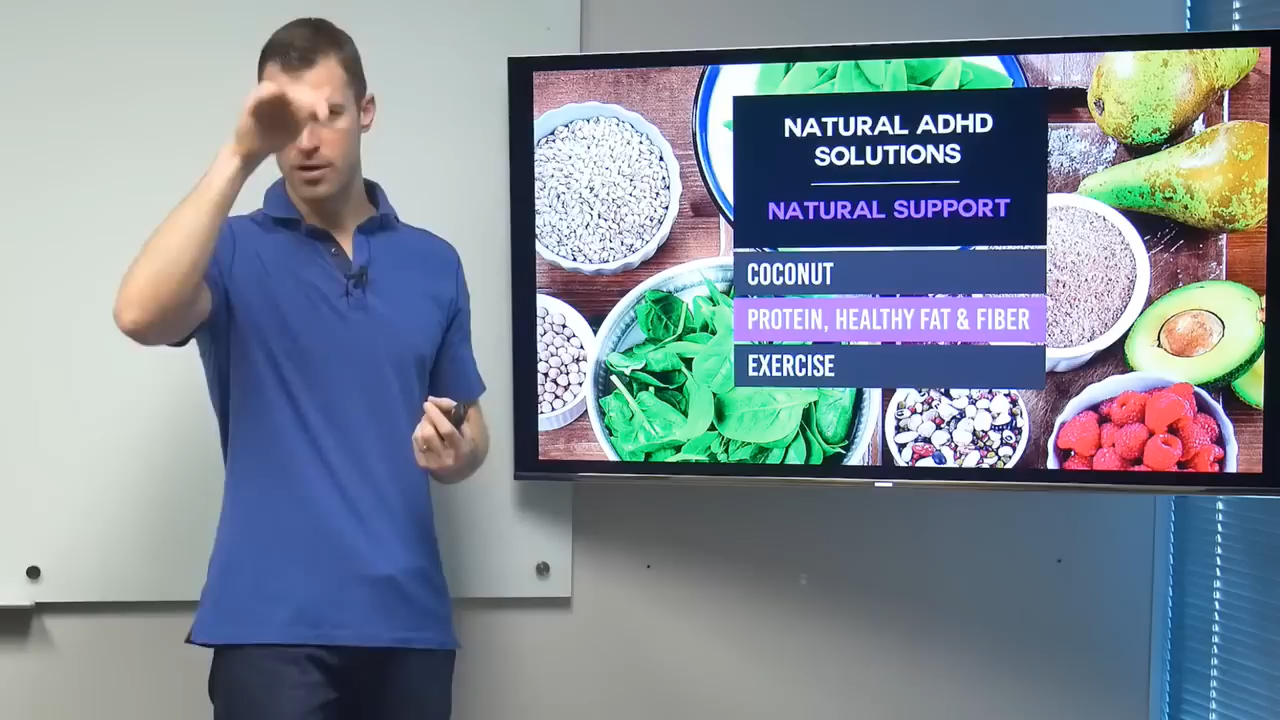 NATURAL ADHD
SOLUTIONS
NATURAL SUPPORT
COCONUT
PROTEIN, HEALTHY FAT & FIBER
EXERCISE